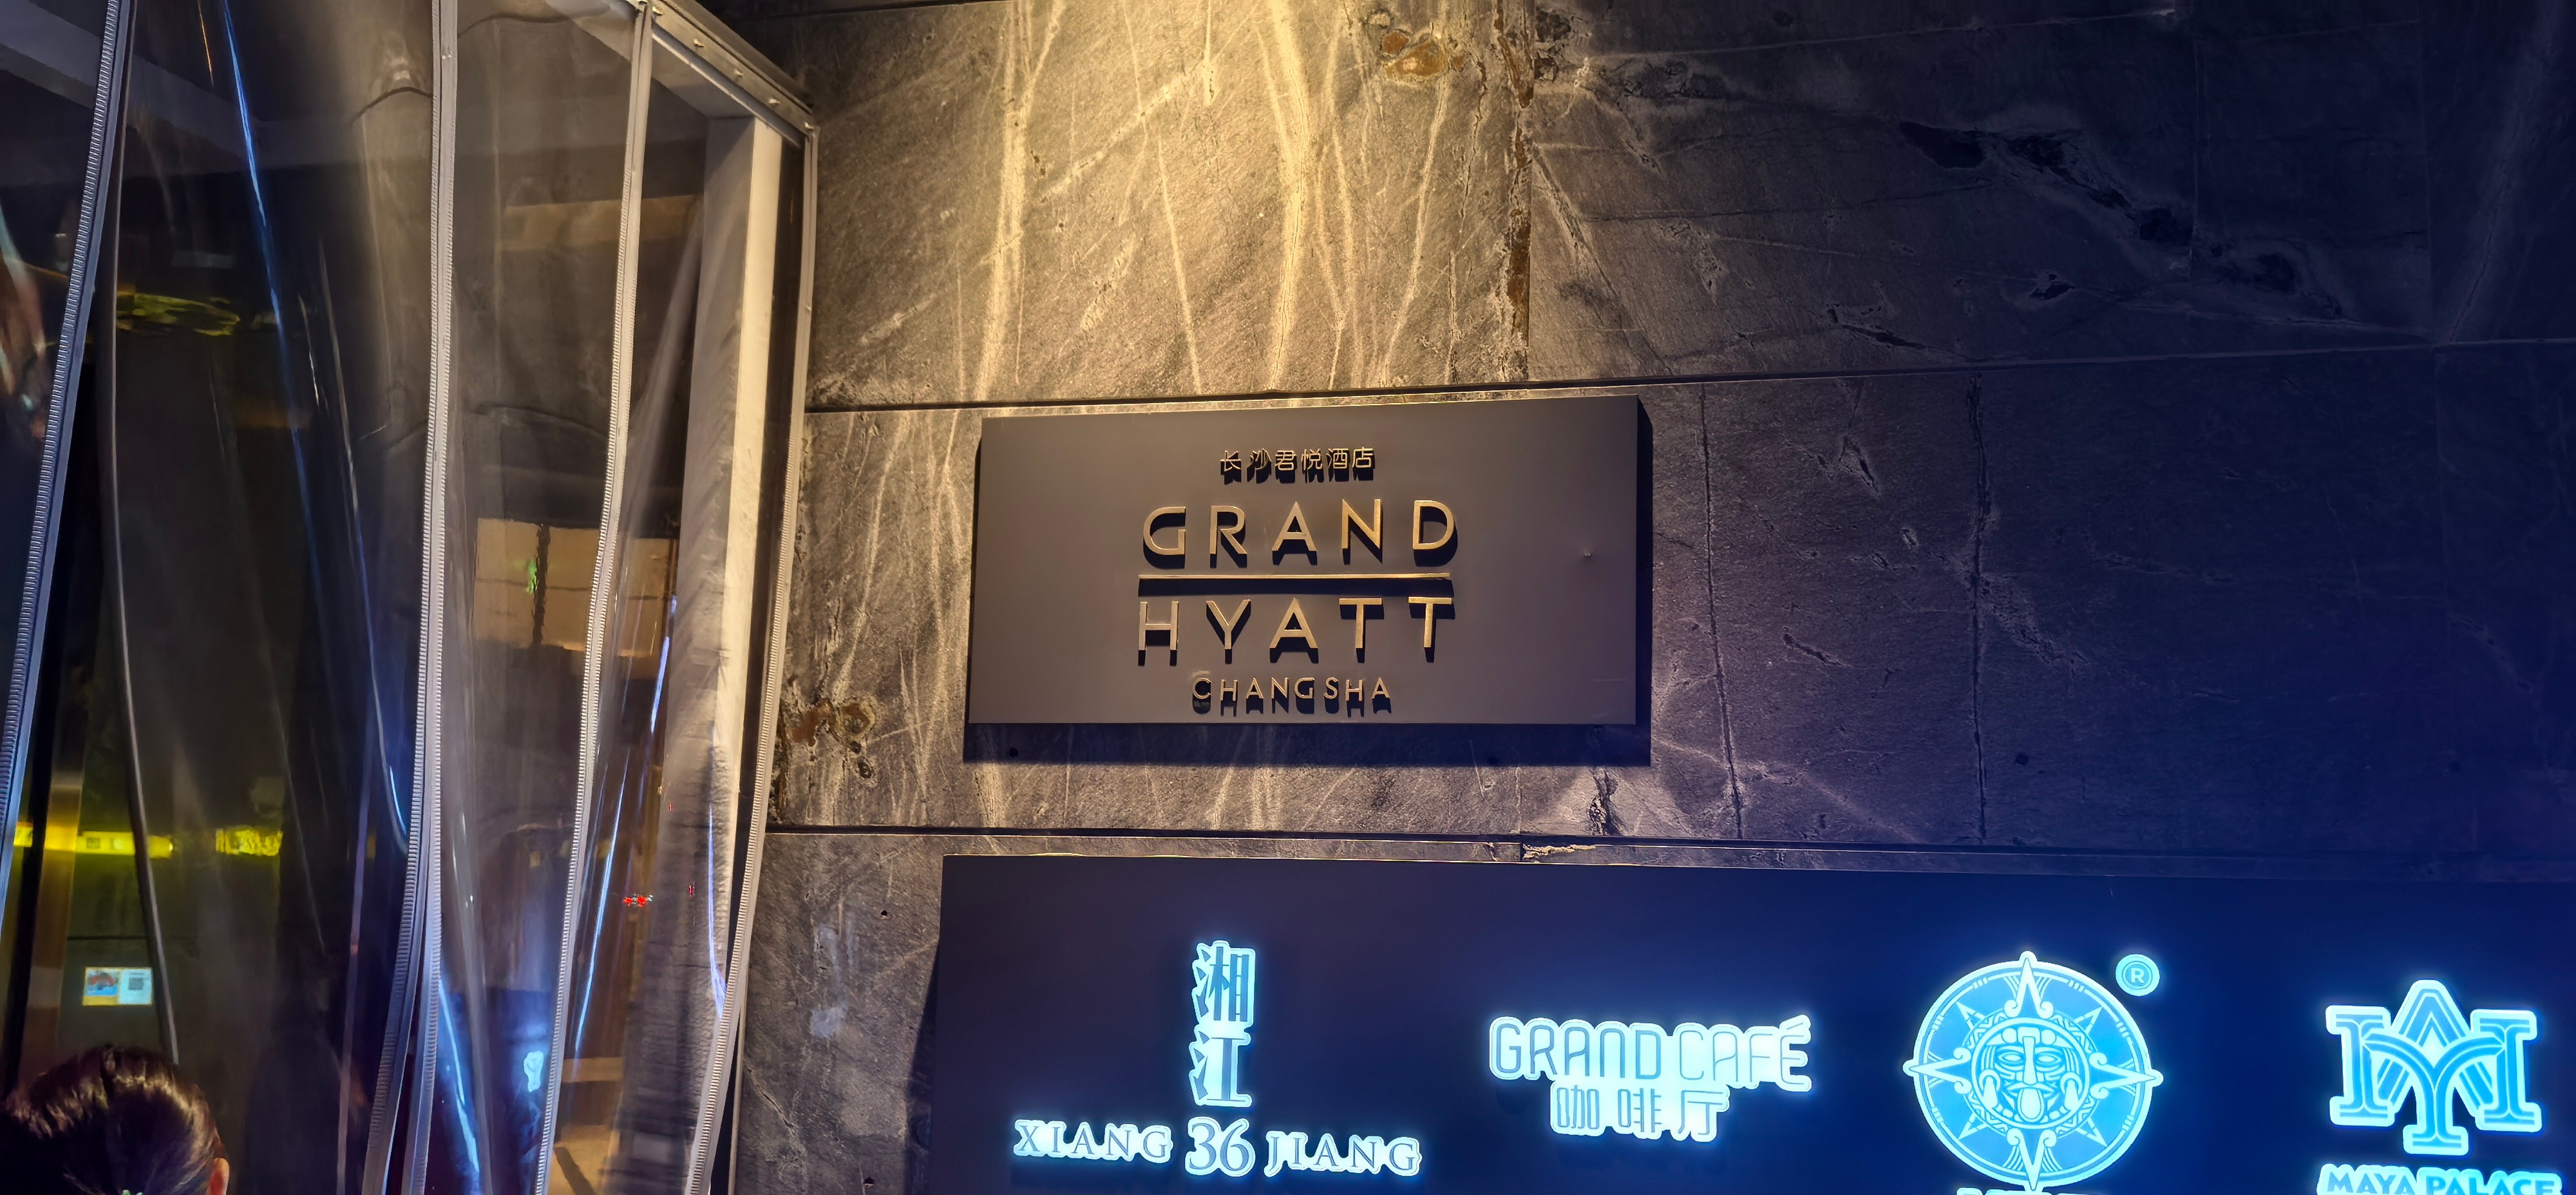 长沙君悦酒店
GRAND
HYATT
CHANGSHA
湘江
XIANG 36 JIANG
GRAND CAFÉ
咖啡厅
®
MAYA PALACE